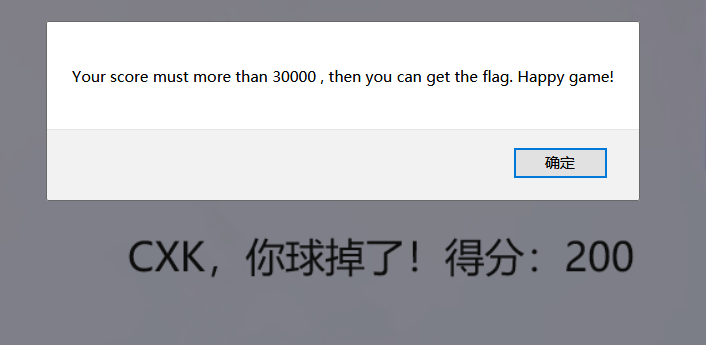 Your score must more than 30000 , then you can get the flag. Happy game!
确定
CXK，你球掉了！得分：200